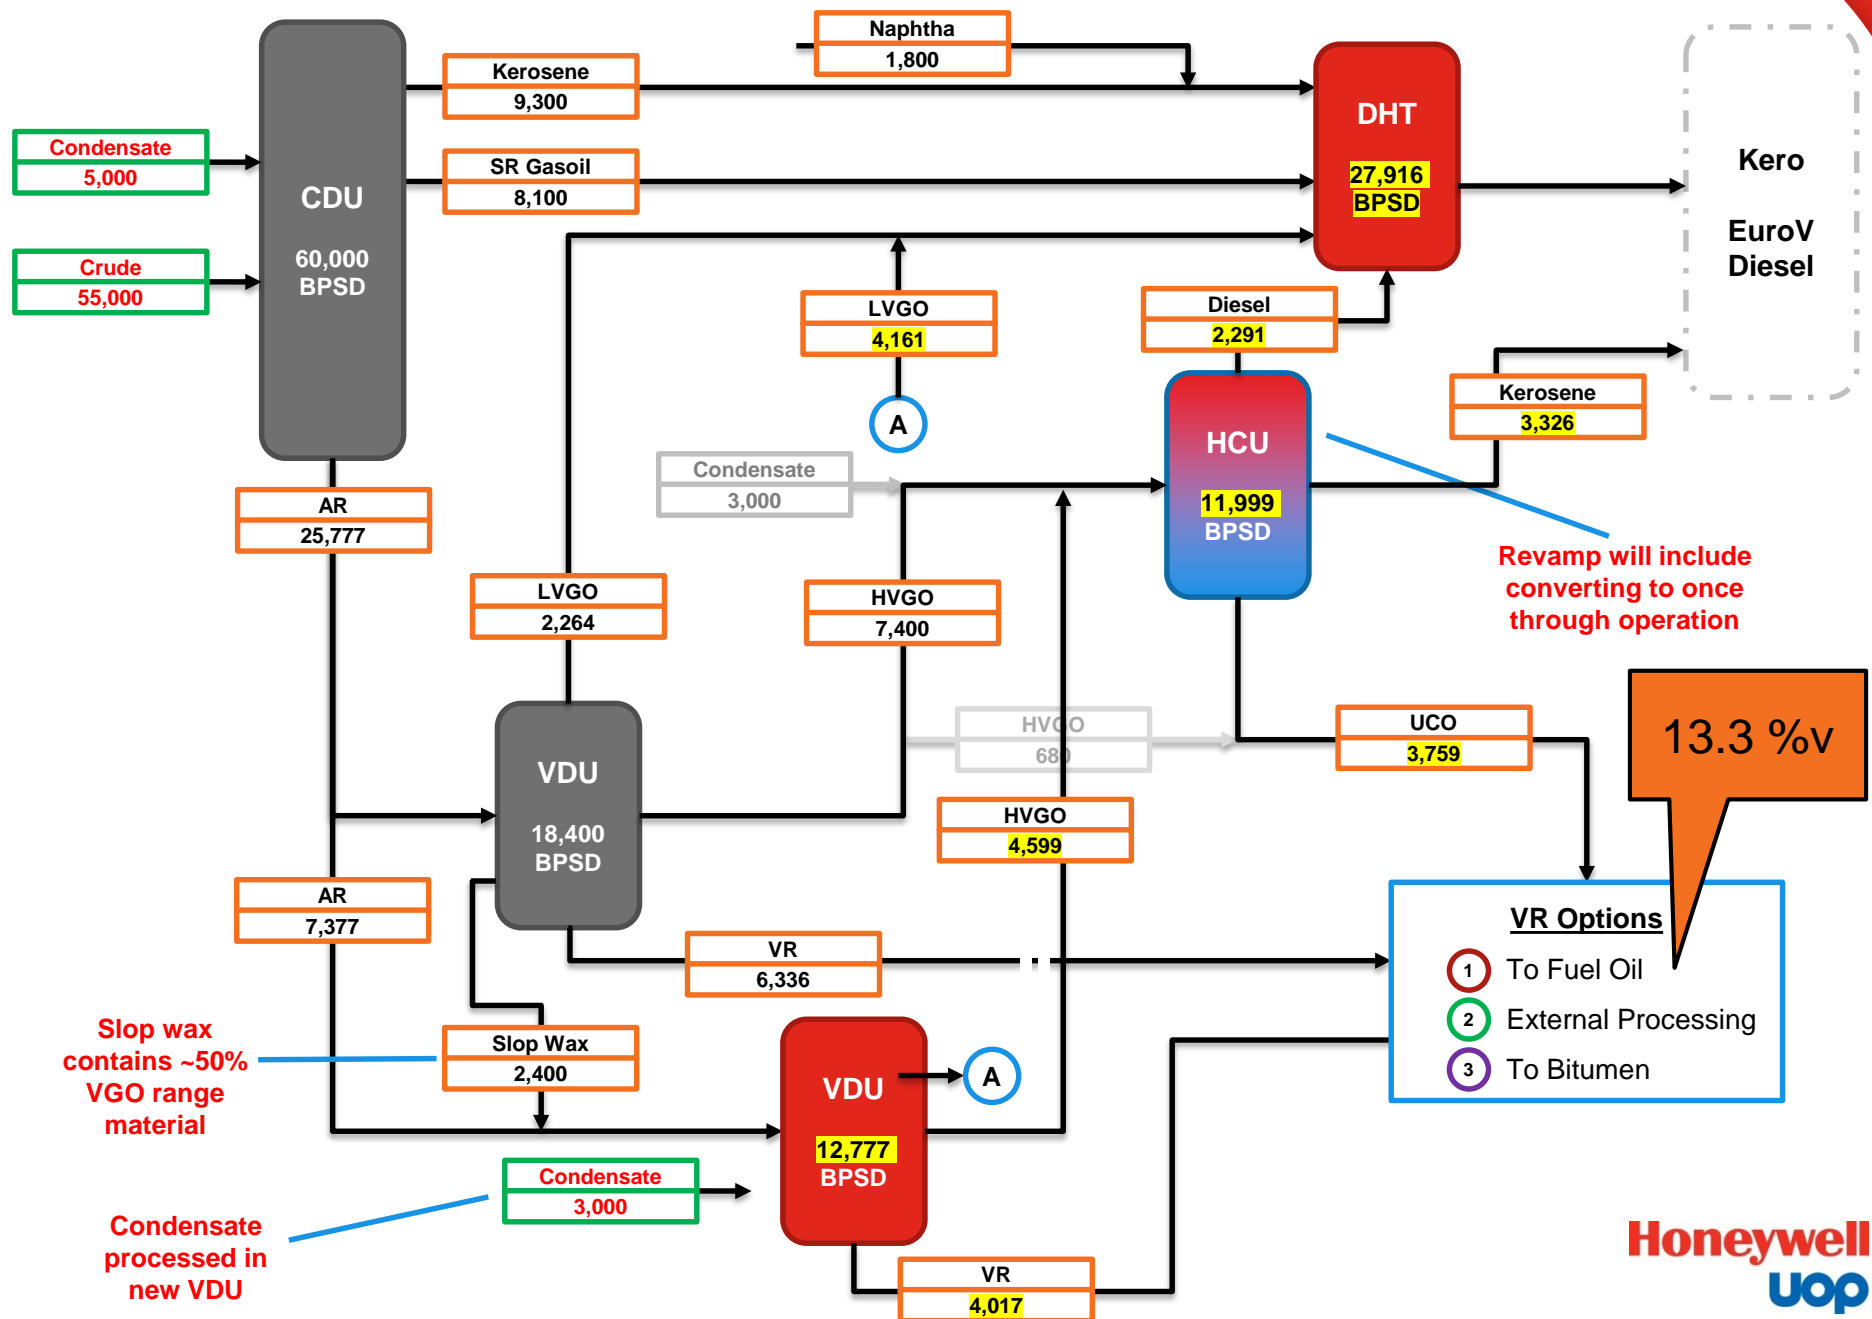 Naphtha
1,800
Kerosene
9,300
DHT
27,916
BPSD
Condensate
5,000
SR Gasoil
8,100
Kero
EuroV
Diesel
CDU
60,000
BPSD
Crude
55,000
LVGO
4,161
Diesel
2,291
A
Kerosene
3,326
HCU
11,999
BPSD
Condensate
3,000
AR
25,777
Revamp will include
converting to once
through operation
LVGO
2,264
HVGO
7,400
13.3 %v
HVGO
680
UCO
3,759
VDU
18,400
BPSD
HVGO
4,599
AR
7,377
VR
6,336
VR Options
1 To Fuel Oil
2 External Processing
3 To Bitumen
Slop wax
contains ~50%
VGO range
material
Slop Wax
2,400
VDU
12,777
BPSD
A
Condensate
3,000
Condensate
processed in
new VDU
VR
4,017
Honeywell
UOP